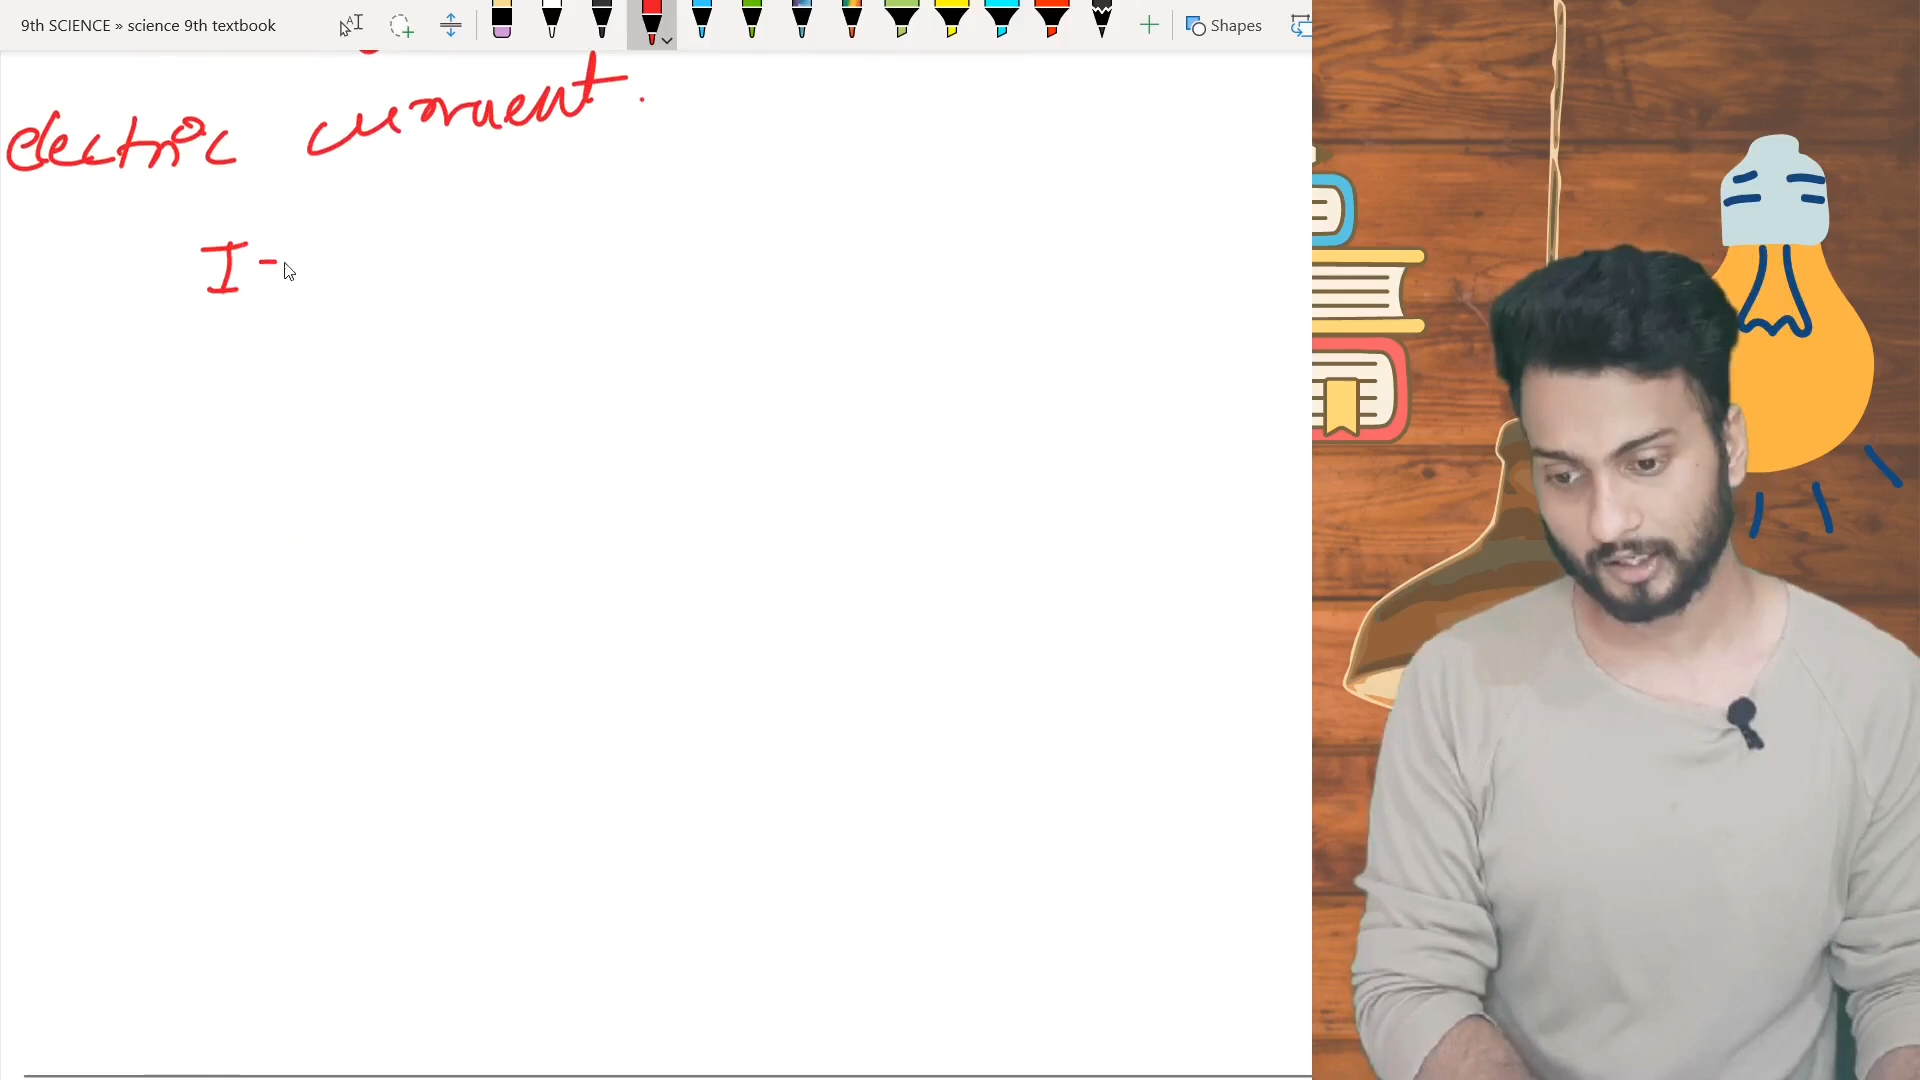 9th SCIENCE » science 9th textbook
Shapes
electric current.
I -